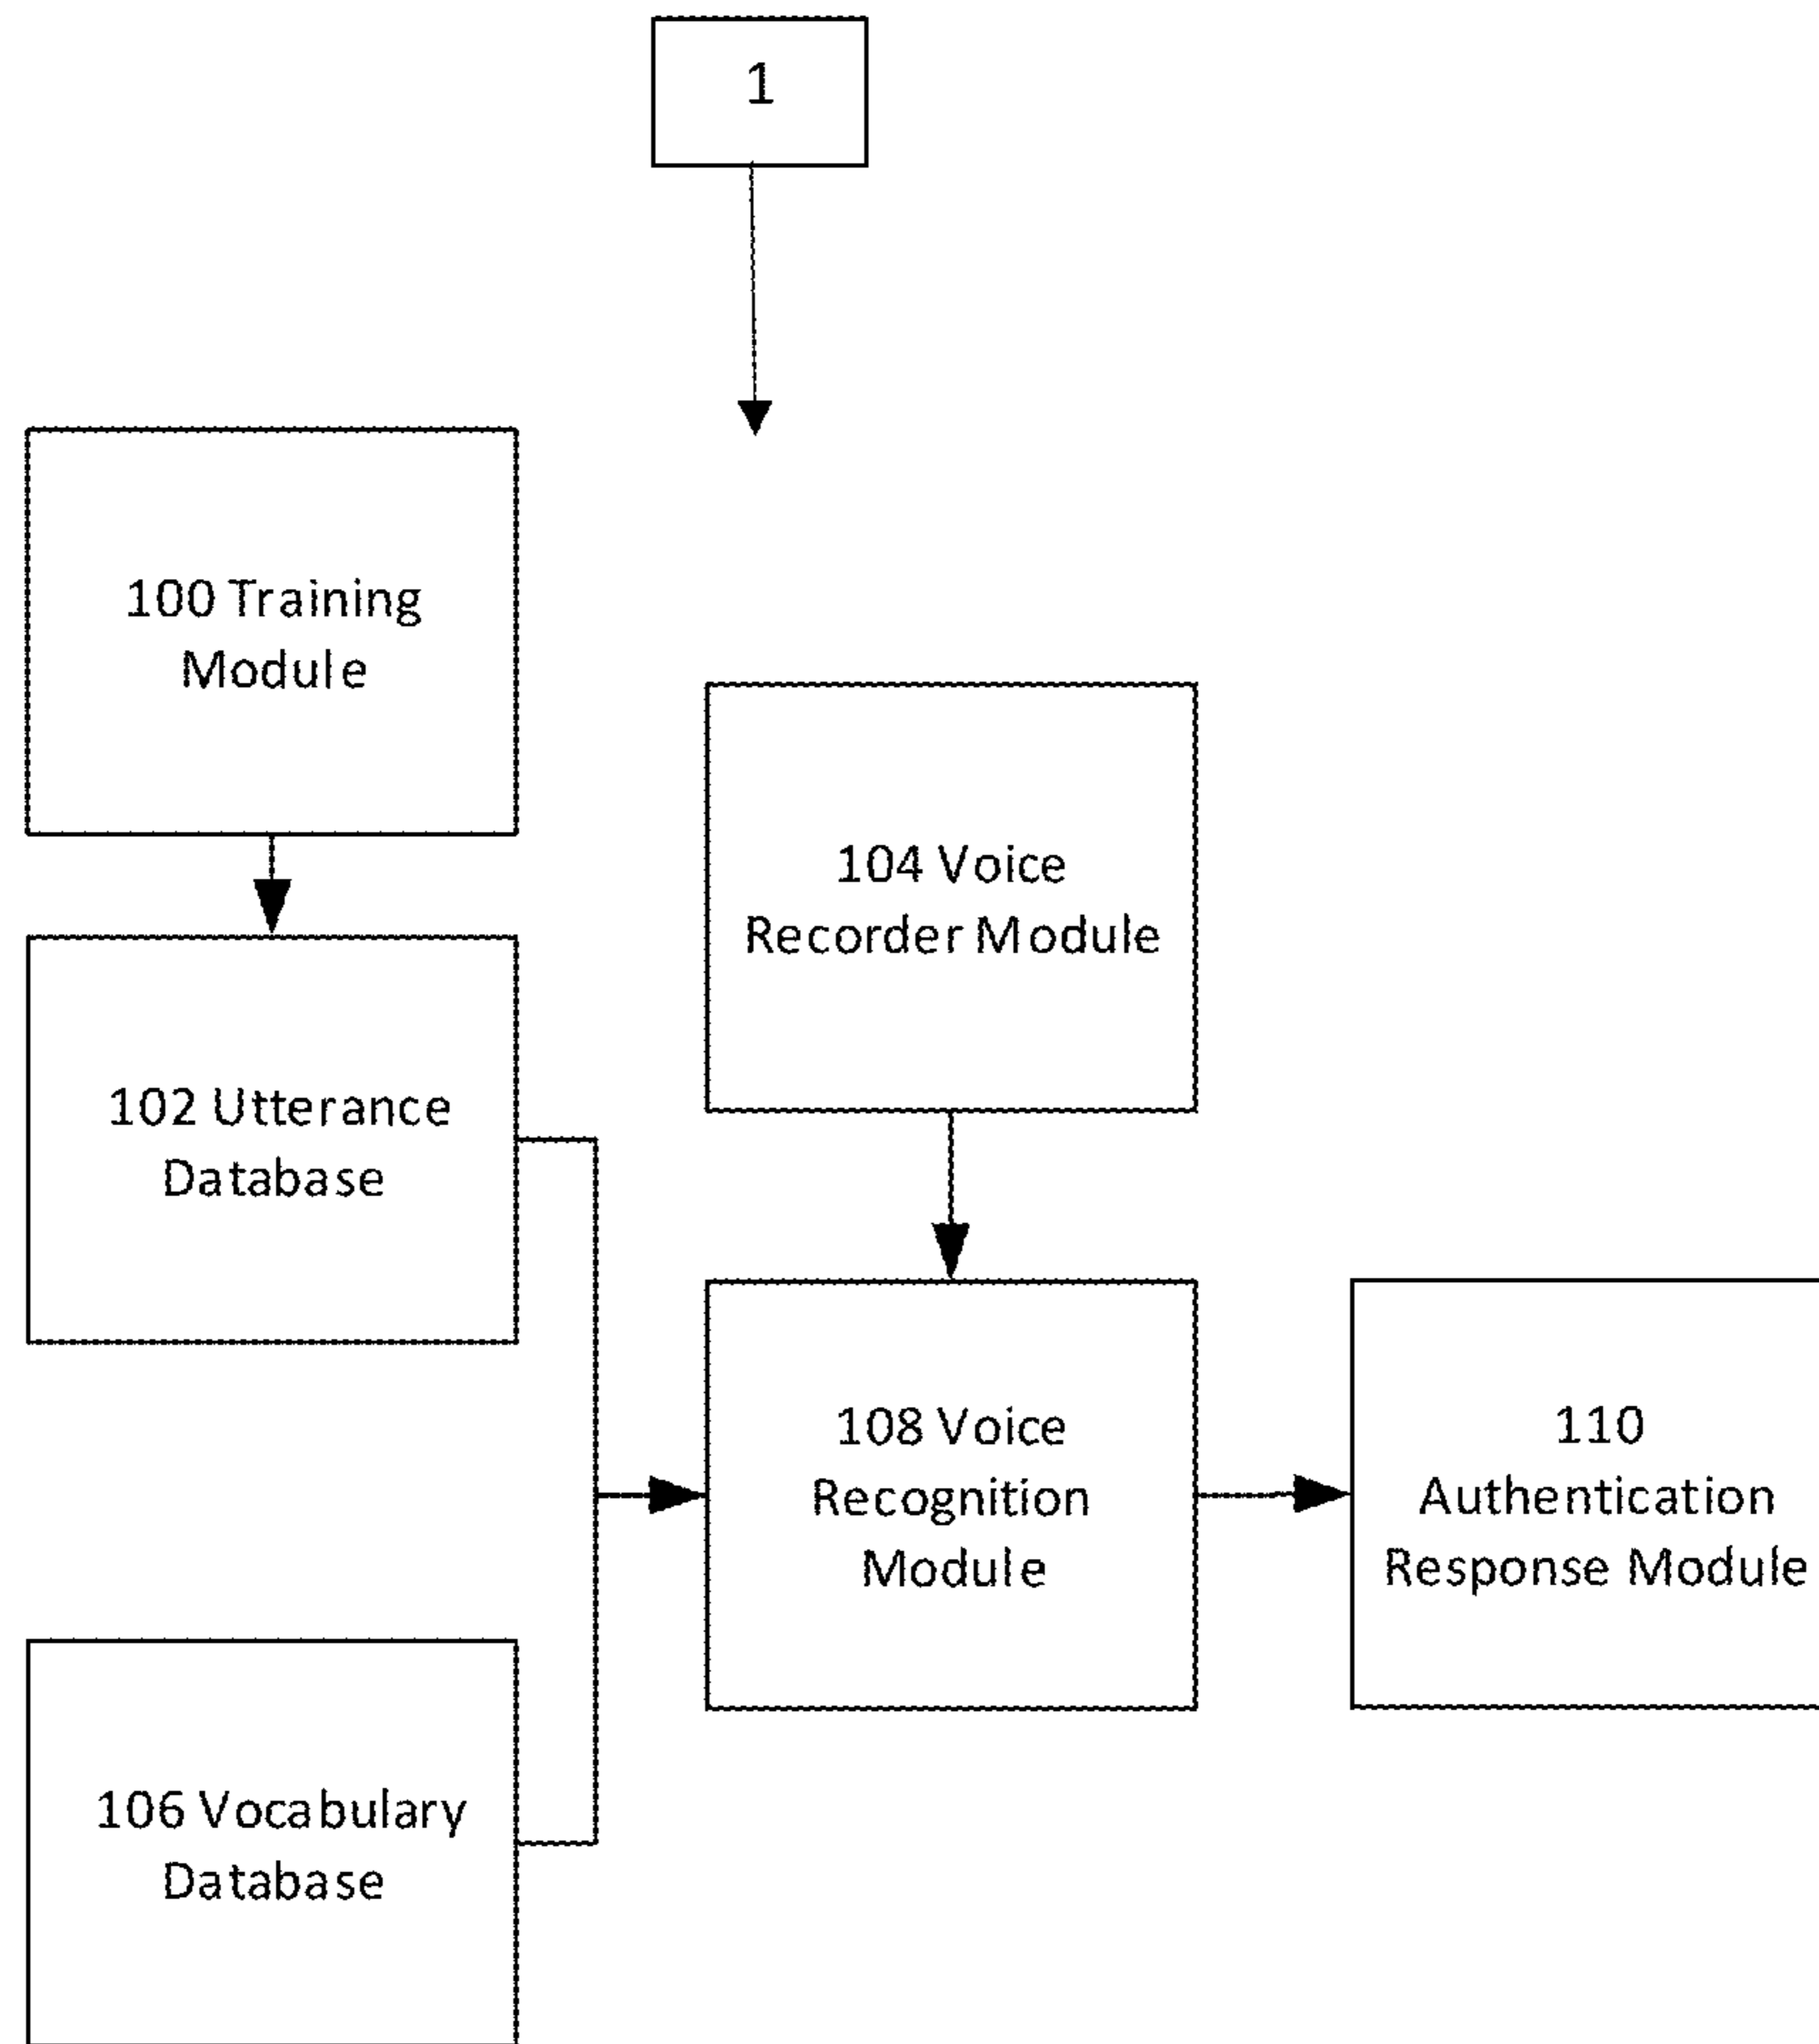 1
100 Training
Module
104 Voice
Recorder Module
102 Utterance
Database
108 Voice
Recognition
Module
110
Authentication
Response Module
106 Vocabulary
Database